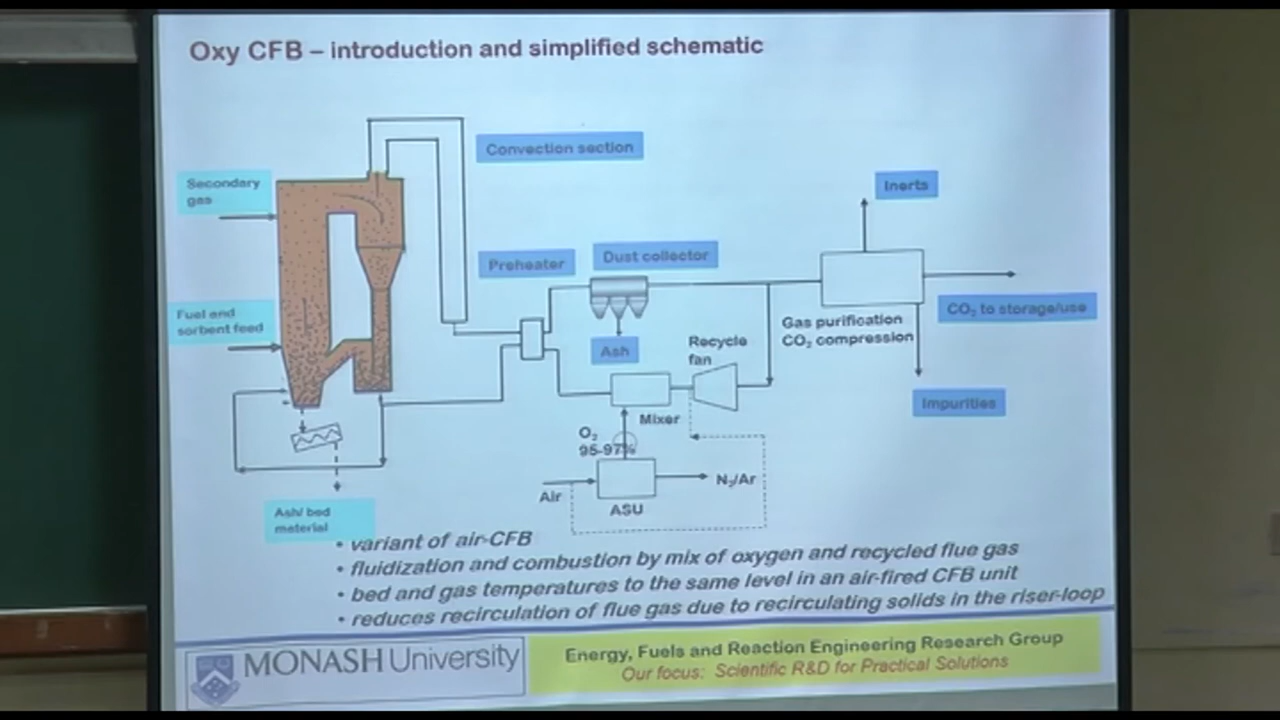 Oxy CFB – introduction and simplified schematic
Convection section
Secondary
gas
Inerts
Preheater
Dust collector
Fuel and
sorbent feed
CO₂ to storage/use
Gas purification
CO₂ compression
Recycle
fan
Ash
Impurities
Mixer
O₂
95-97%
N₂/Ar
Air
ASU
Ash/ bed
material
• variant of air-CFB
• fluidization and combustion by mix of oxygen and recycled flue gas
• bed and gas temperatures to the same level in an air-fired CFB unit
• reduces recirculation of flue gas due to recirculating solids in the riser-loop
MONASH University
Energy, Fuels and Reaction Engineering Research Group
Our focus: Scientific R&D for Practical Solutions